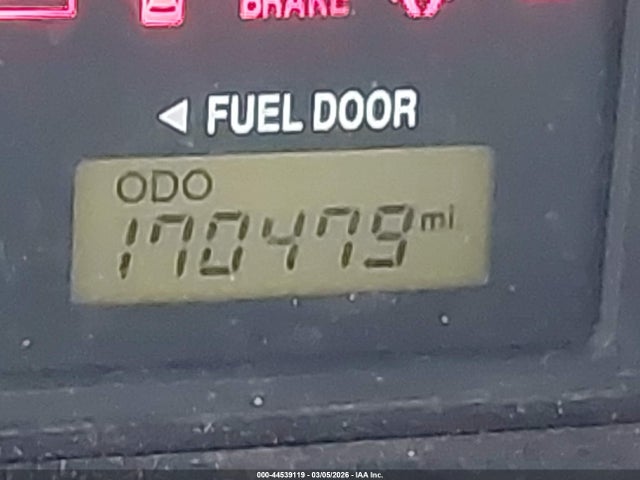 BRAKE
◀ FUEL DOOR
ODO
170479 mi
000-44539119 - 03/05/2026 - IAA Inc.